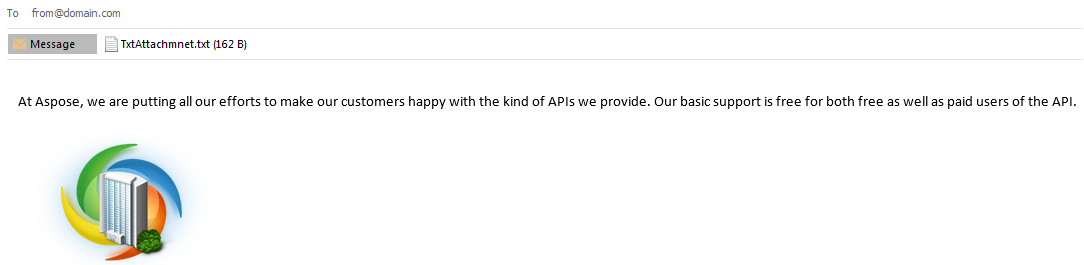 To from@domain.com
Message TxtAttachmnet.txt (162 B)
At Aspose, we are putting all our efforts to make our customers happy with the kind of APIs we provide. Our basic support is free for both free as well as paid users of the API.